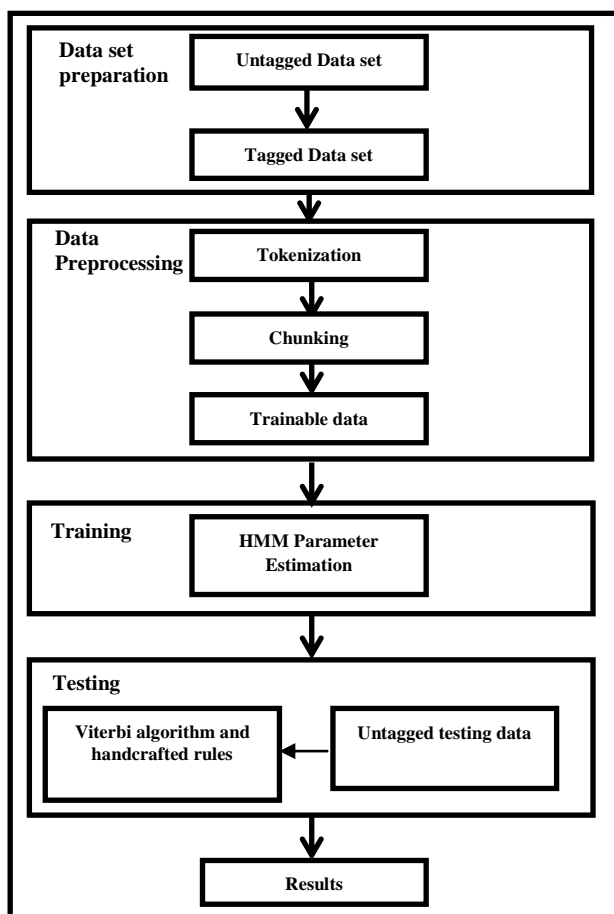 Data set
preparation
Untagged Data set
Tagged Data set
Data
Preprocessing
Tokenization
Chunking
Trainable data
Training
HMM Parameter
Estimation
Testing
Viterbi algorithm and
handcrafted rules
Untagged testing data
Results